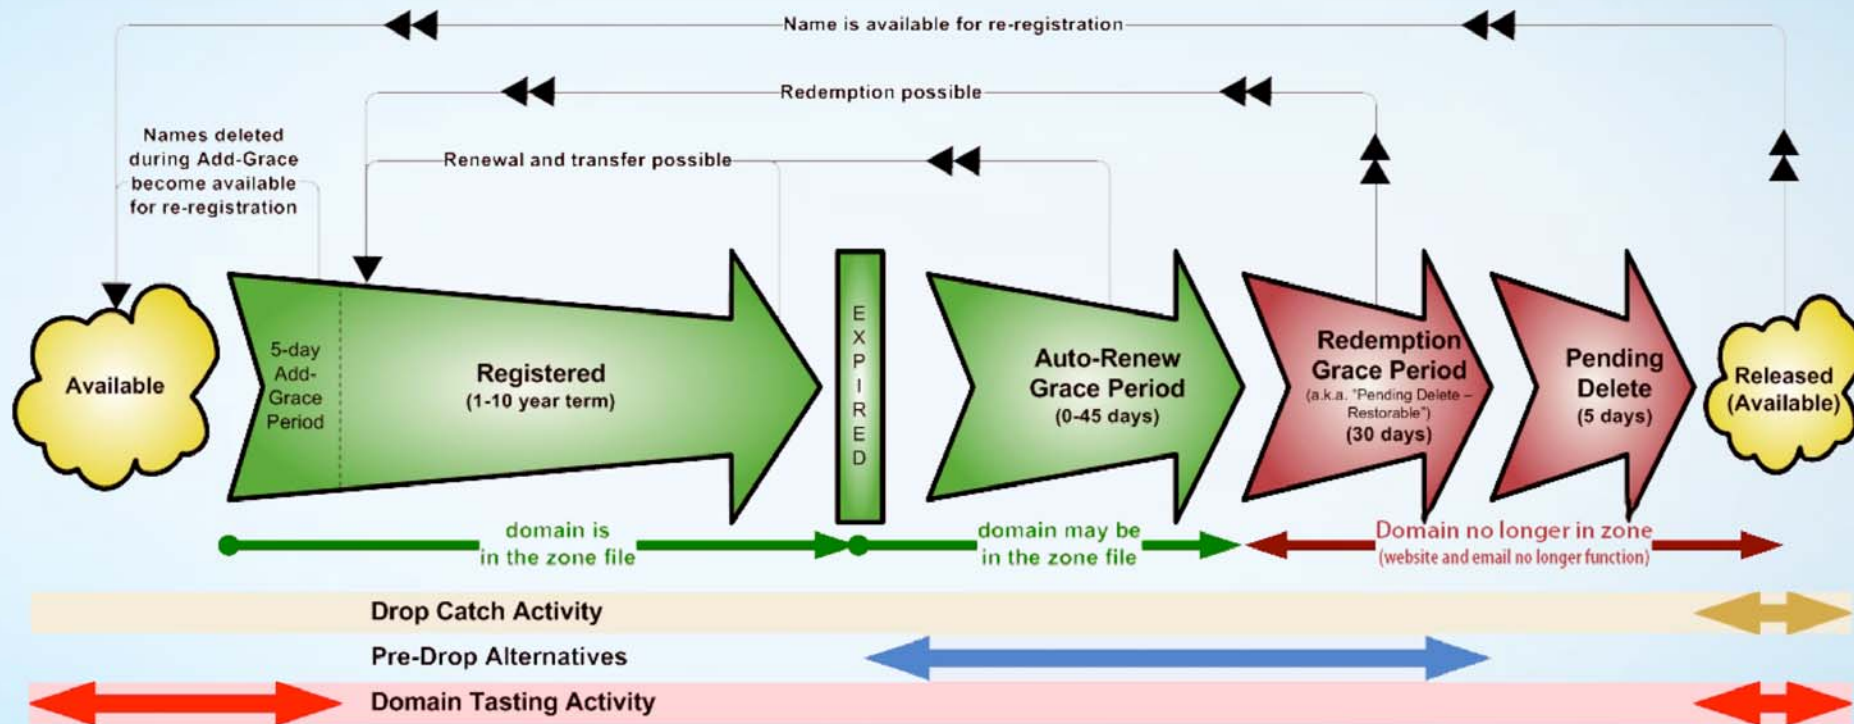 Name is available for re-registration
Redemption possible
Names deleted
during Add-Grace
become available
for re-registration
Renewal and transfer possible
Available
5-day
Add-
Grace
Period
Registered
(1-10 year term)
E
X
P
I
R
E
D
Auto-Renew
Grace Period
(0-45 days)
Redemption
Grace Period
(a.k.a. "Pending Delete –
Restorable")
(30 days)
Pending
Delete
(5 days)
Released
(Available)
domain is
in the zone file
domain may be
in the zone file
Domain no longer in zone
(website and email no longer function)
Drop Catch Activity
Pre-Drop Alternatives
Domain Tasting Activity